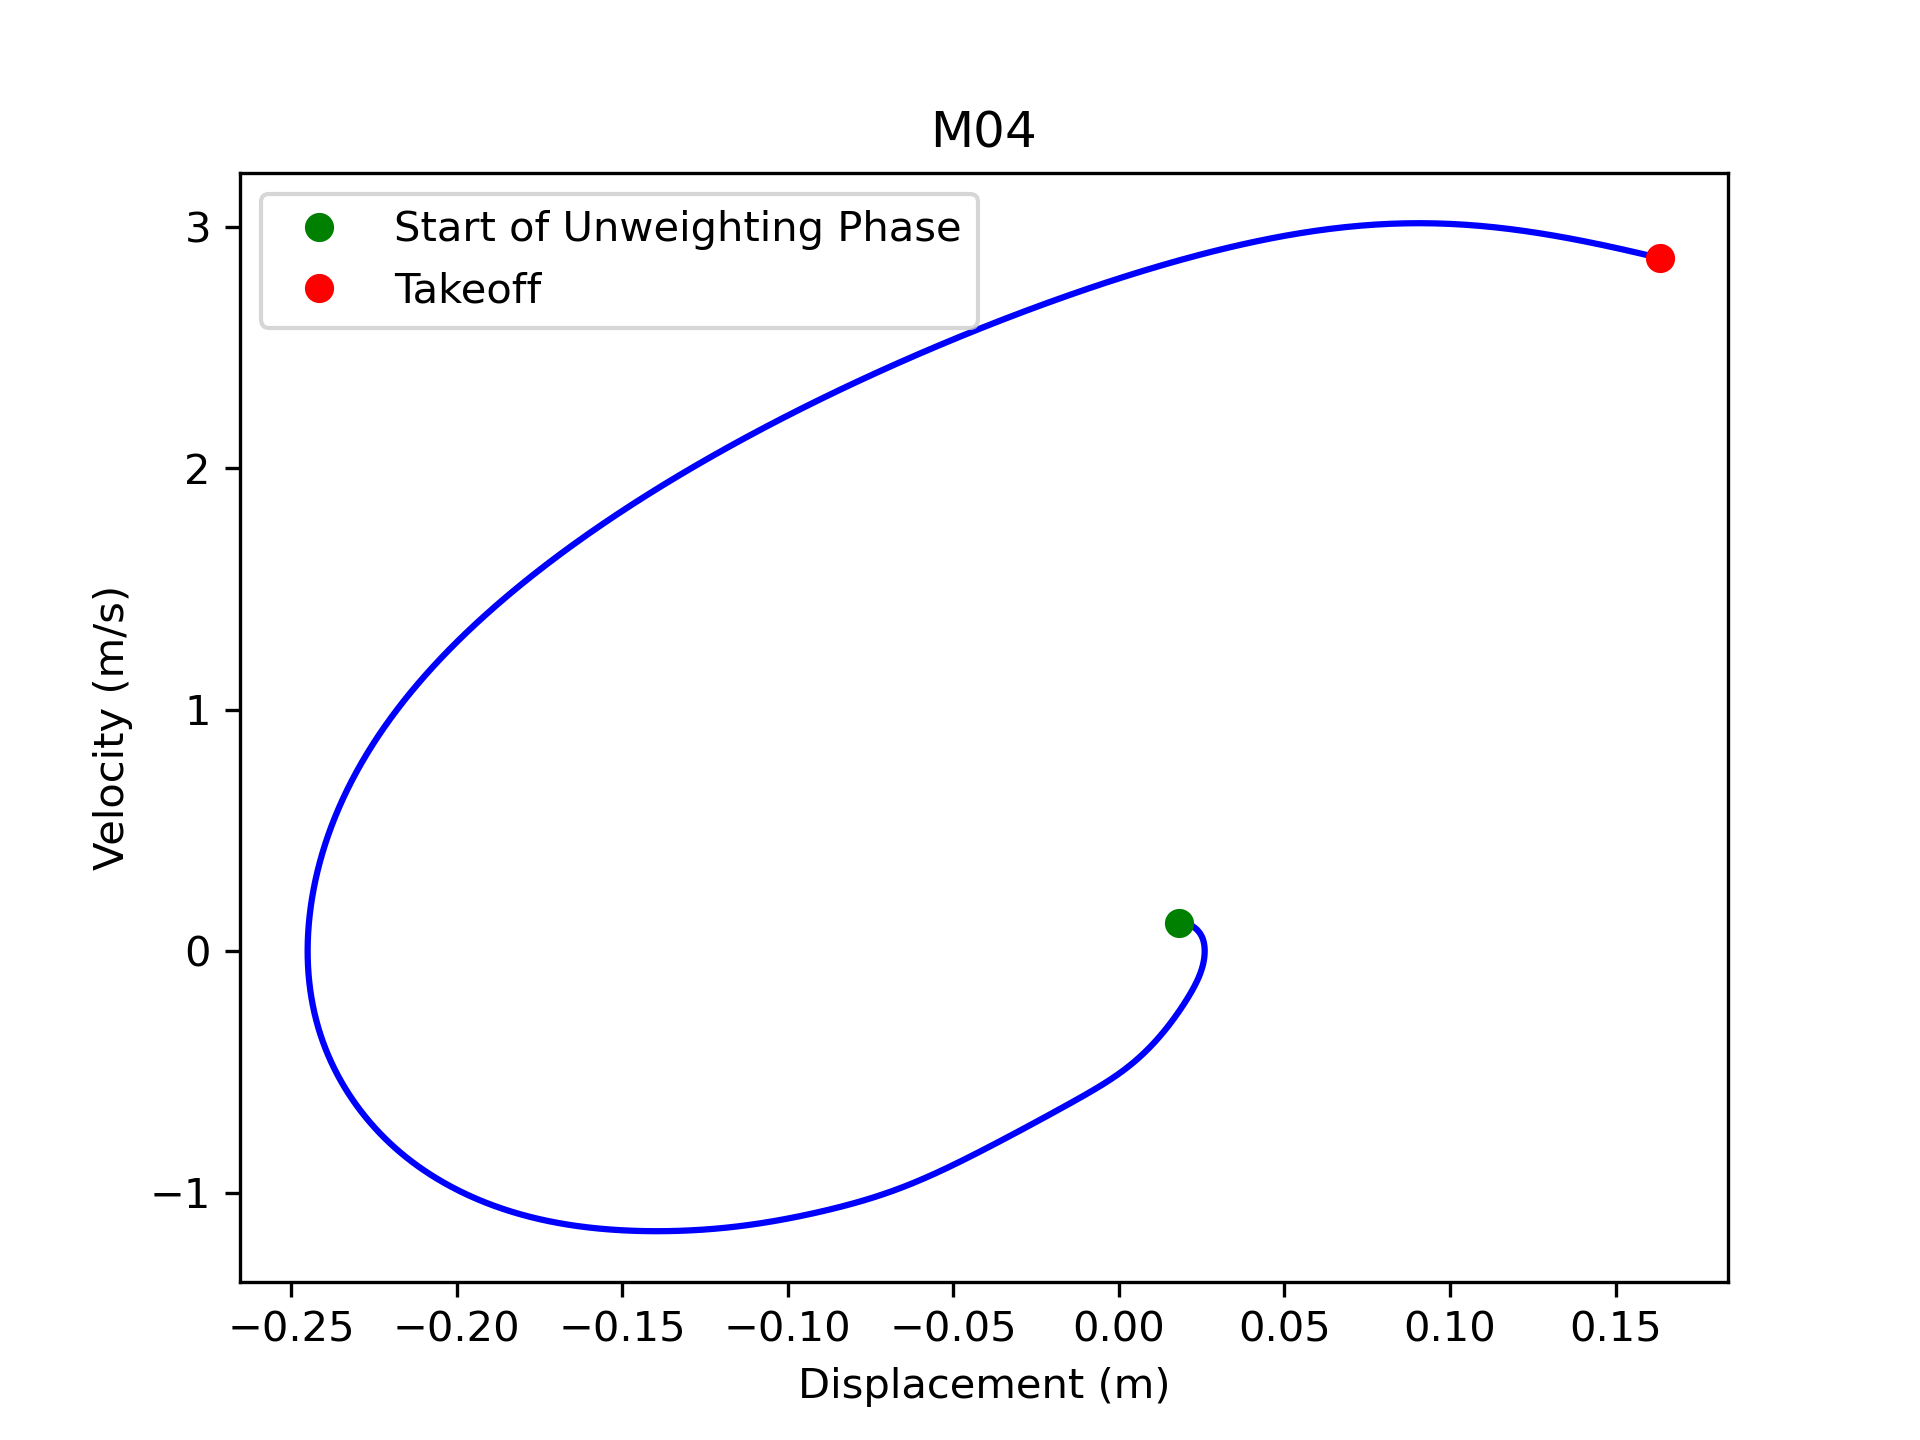 M04
Start of Unweighting Phase
Takeoff
3
2
1
0
−1
Velocity (m/s)
−0.25 −0.20 −0.15 −0.10 −0.05 0.00 0.05 0.10 0.15
Displacement (m)